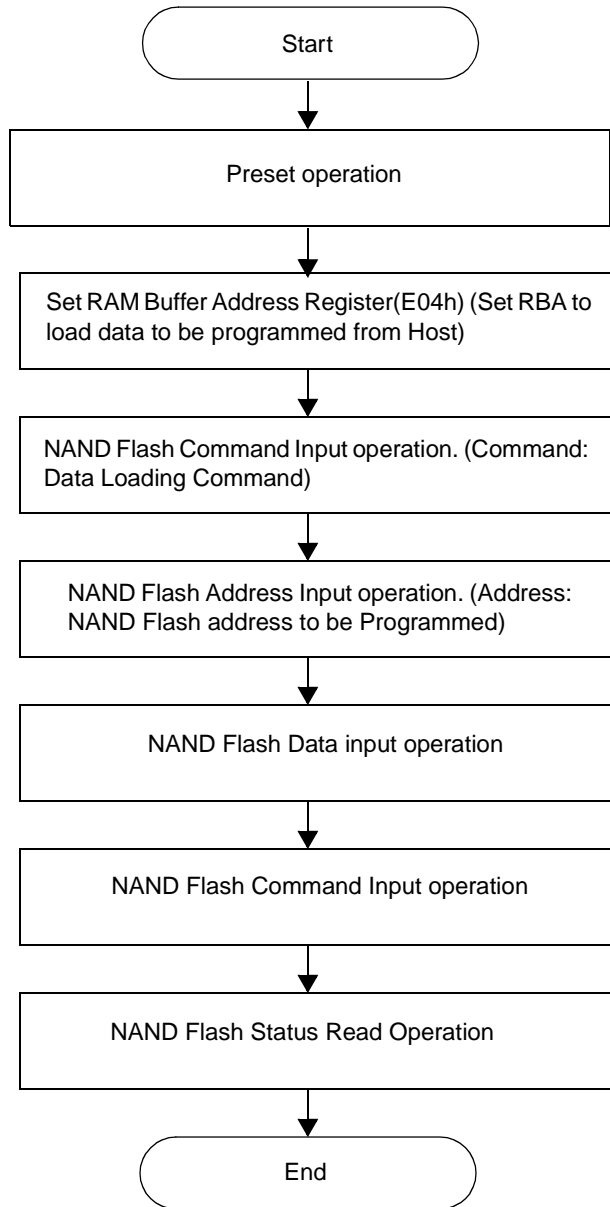 Start
Preset operation
Set RAM Buffer Address Register(E04h) (Set RBA to
load data to be programmed from Host)
NAND Flash Command Input operation. (Command:
Data Loading Command)
NAND Flash Address Input operation. (Address:
NAND Flash address to be Programmed)
NAND Flash Data input operation
NAND Flash Command Input operation
NAND Flash Status Read Operation
End